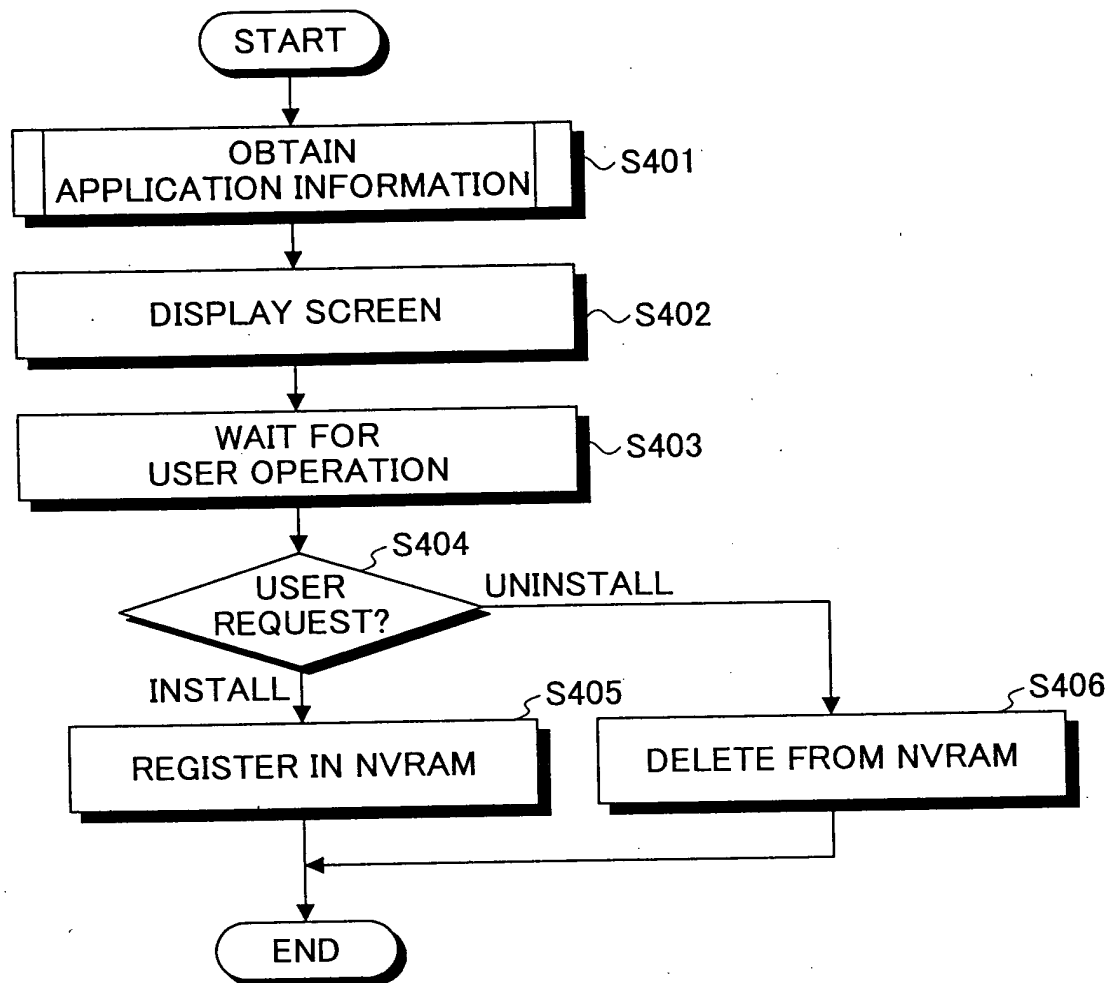 START
OBTAIN
APPLICATION INFORMATION
S401
DISPLAY SCREEN
S402
WAIT FOR
USER OPERATION
S403
S404
USER
REQUEST?
UNINSTALL
INSTALL
S405
REGISTER IN NVRAM
S406
DELETE FROM NVRAM
END